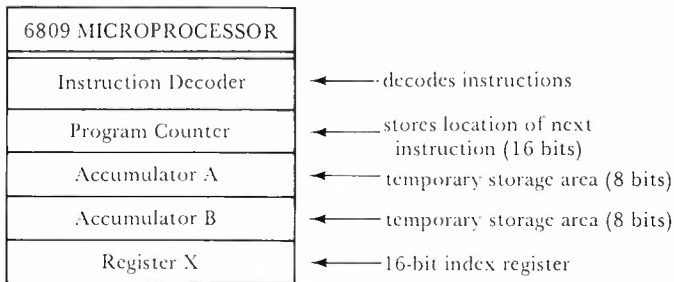 6809 MICROPROCESSOR
Instruction Decoder
decodes instructions
Program Counter
stores location of next
instruction (16 bits)
Accumulator A
temporary storage area (8 bits)
Accumulator B
temporary storage area (8 bits)
Register X
16-bit index register